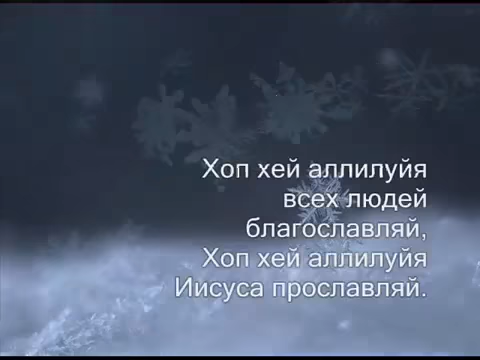 Хоп хей аллилуйя
всех людей
благославляй,
Хоп хей аллилуйя
Иисуса прославляй.